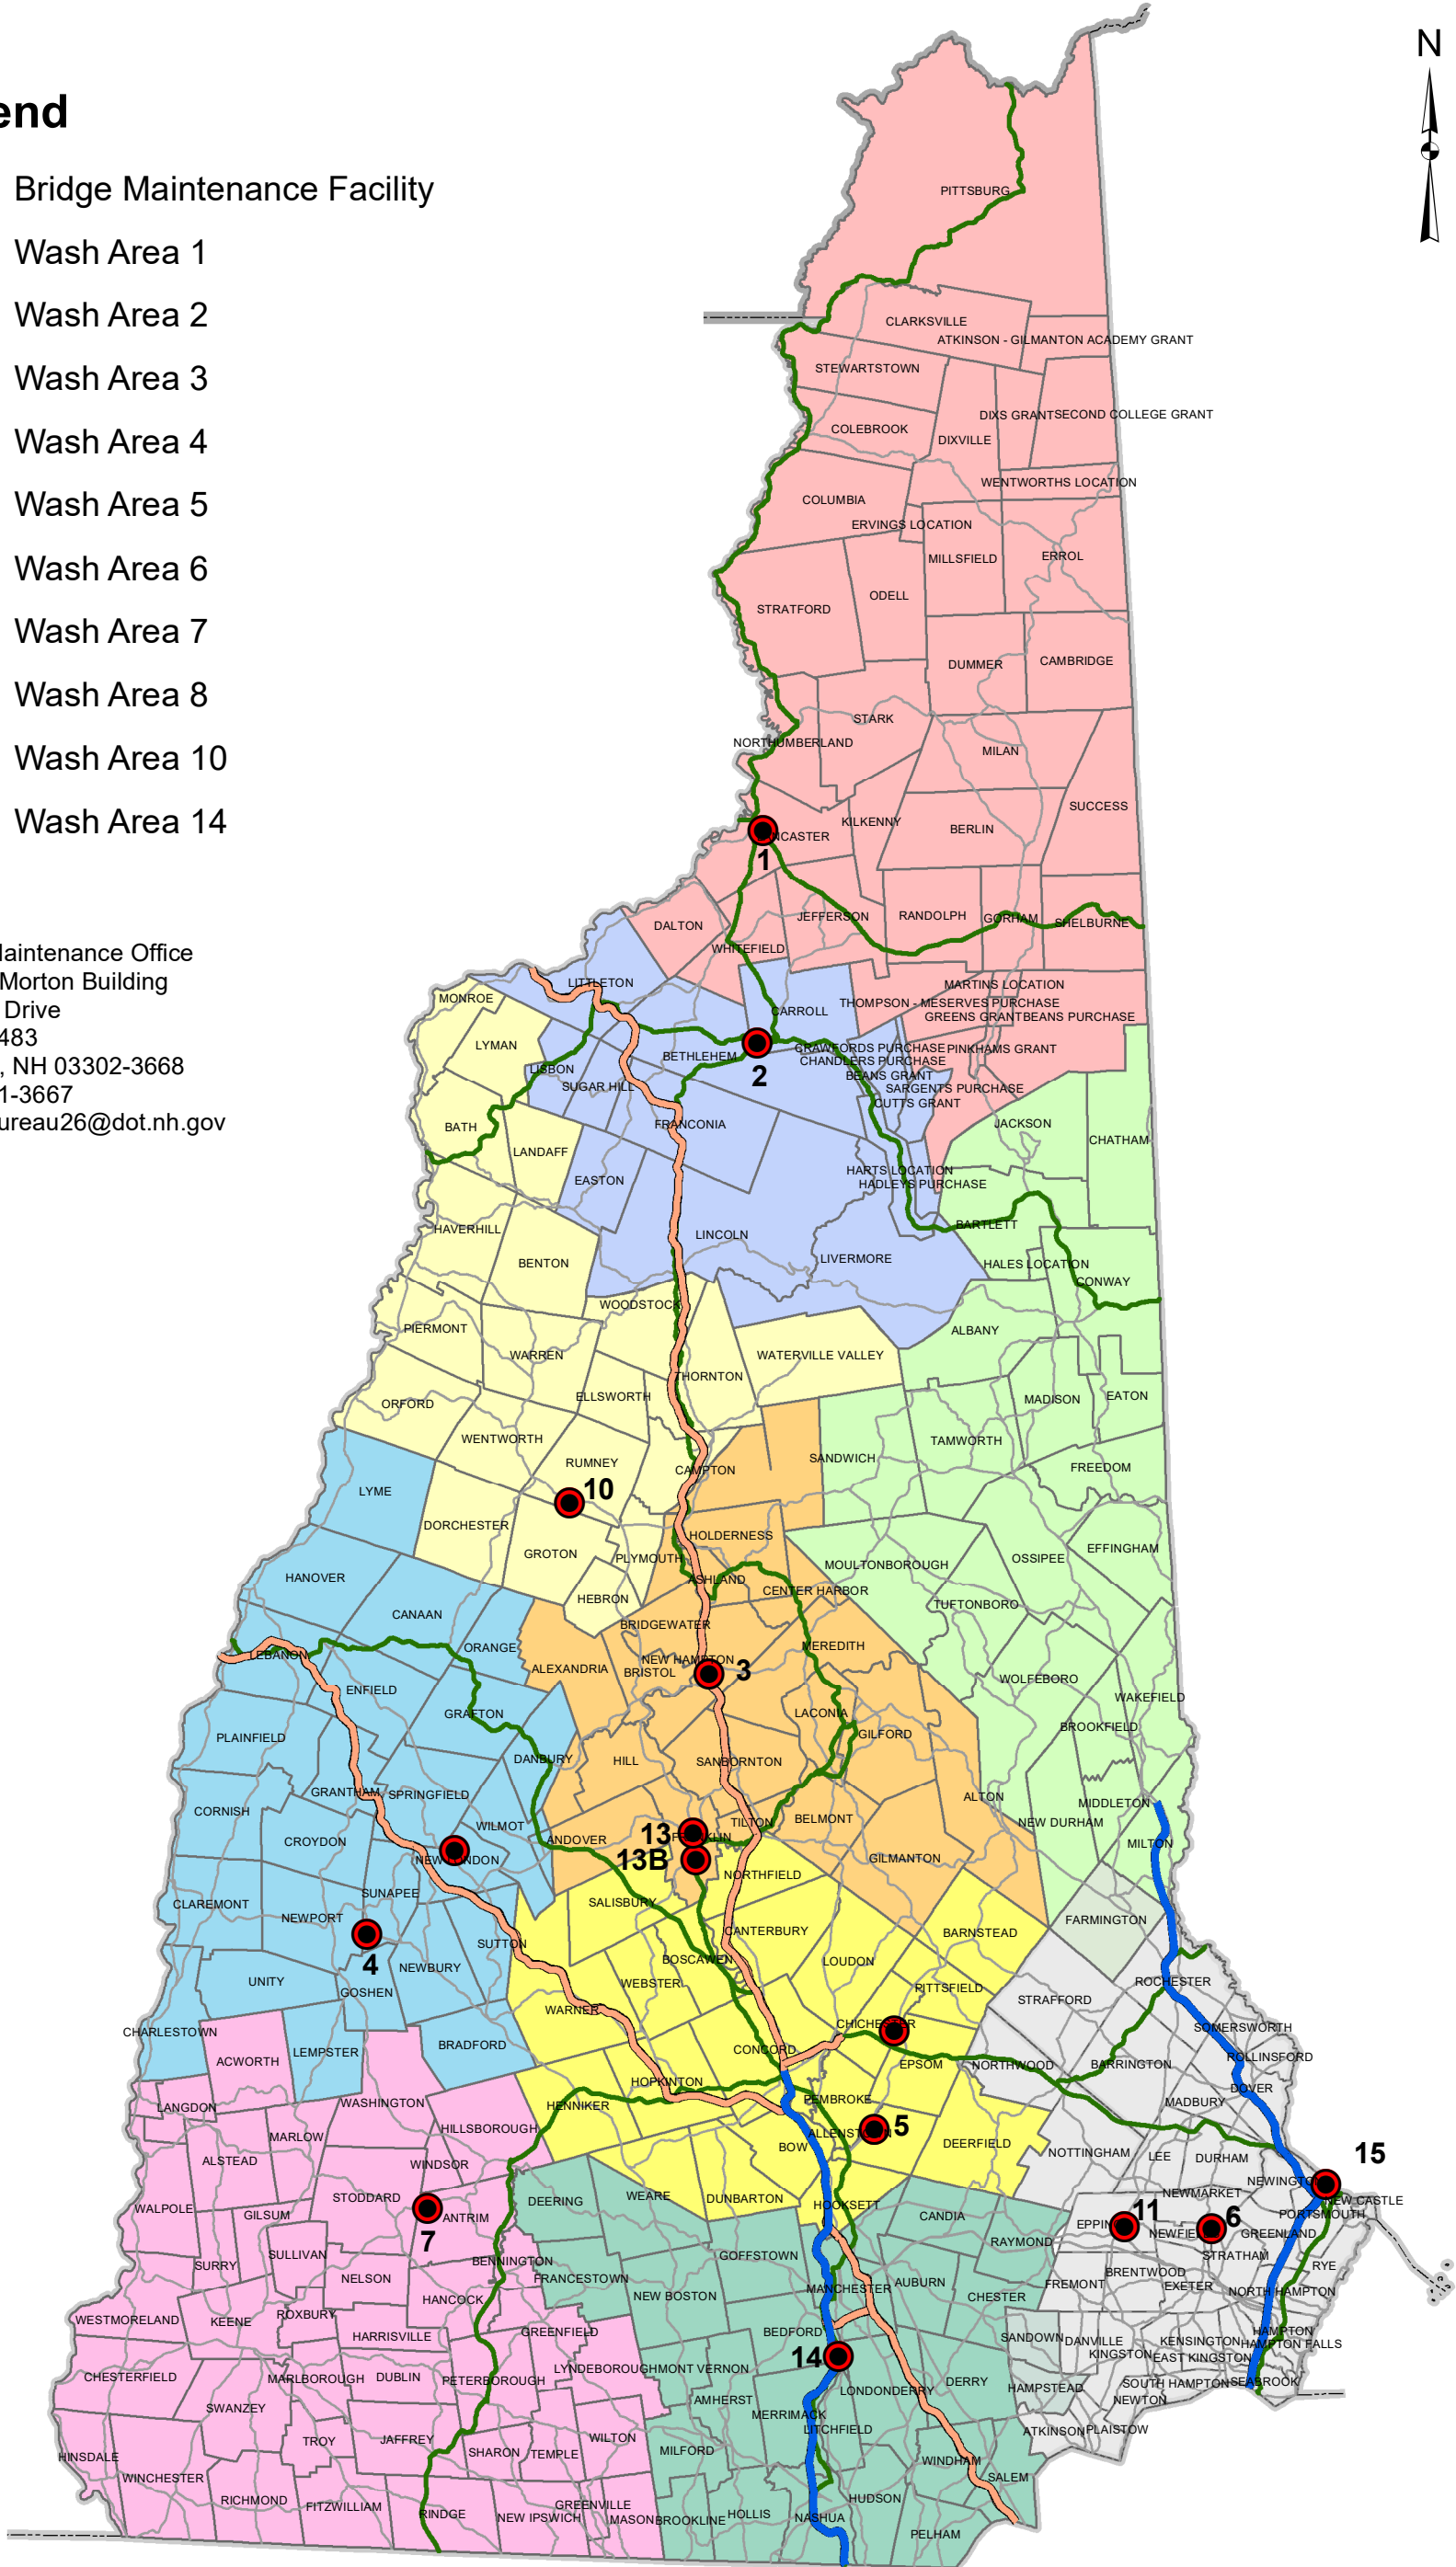 N
end
Bridge Maintenance Facility
Wash Area 1
Wash Area 2
Wash Area 3
Wash Area 4
Wash Area 5
Wash Area 6
Wash Area 7
Wash Area 8
Wash Area 10
Wash Area 14
aintenance Office
Morton Building
Drive
483
, NH 03302-3668
1-3667
ureau26@dot.nh.gov
PITTSBURG
CLARKSVILLE
ATKINSON - GILMANTON ACADEMY GRANT
STEWARTSTOWN
DIXS GRANT
SECOND COLLEGE GRANT
COLEBROOK
DIXVILLE
WENTWORTHS LOCATION
COLUMBIA
ERVINGS LOCATION
MILLSFIELD
ERROL
ODELL
STRATFORD
DUMMER
CAMBRIDGE
STARK
NORTHUMBERLAND
MILAN
SUCCESS
KILKENNY
BERLIN
NCASTER
1
JEFFERSON
RANDOLPH
GORHAM
SHELBURNE
DALTON
WHITEFIELD
LITTLETON
MARTINS LOCATION
MONROE
THOMPSON - MESERVES PURCHASE
CARROLL
GREENS GRANT
BEANS PURCHASE
LYMAN
BETHLEHEM
2
CRAWFORDS PURCHASE
PINKHAMS GRANT
CHANDLERS PURCHASE
LISBON
BEANS GRANT
SUGAR HILL
SARGENTS PURCHASE
CUTTS GRANT
BATH
FRANCONIA
JACKSON
CHATHAM
LANDAFF
EASTON
HARTS LOCATION
HADLEYS PURCHASE
HAVERHILL
LINCOLN
BARTLETT
BENTON
LIVERMORE
HALES LOCATION
CONWAY
WOODSTOCK
PIERMONT
ALBANY
WARREN
WATERVILLE VALLEY
THORNTON
ELLSWORTH
MADISON
EATON
ORFORD
WENTWORTH
TAMWORTH
RUMNEY
SANDWICH
CAMPTON
FREEDOM
LYME
10
DORCHESTER
HOLDERNESS
GROTON
PLYMOUTH
MOULTONBOROUGH
OSSIPEE
EFFINGHAM
HANOVER
ASHLAND
CENTER HARBOR
HEBRON
TUFTONBORO
CANAAN
BRIDGEWATER
ORANGE
MEREDITH
LEBANON
NEW HAMPTON
ALEXANDRIA
BRISTOL
3
WOLFEBORO
ENFIELD
WAKEFIELD
GRAFTON
LACONIA
BROOKFIELD
PLAINFIELD
GILFORD
DANBURY
HILL
SANBORNTON
GRANTHAM
SPRINGFIELD
ALTON
MIDDLETON
CORNISH
BELMONT
NEW DURHAM
TILTON
WILMOT
CROYDON
ANDOVER
13
KLIN
MILTON
NEW
NDON
13B
GILMANTON
NORTHFIELD
SUNAPEE
CLAREMONT
SALISBURY
NEWPORT
FARMINGTON
CANTERBURY
BARNSTEAD
SUTTON
4
NEWBURY
BOSCAWEN
LOUDON
UNITY
WEBSTER
ROCHESTER
GOSHEN
PITTSFIELD
STRAFFORD
WARNER
CHICHE
ER
SOMERSWORTH
CHARLESTOWN
BRADFORD
CONCORD
LEMPSTER
ROLLINSFORD
ACWORTH
EPSOM
NORTHWOOD
BARRINGTON
HOPKINTON
DOVER
WASHINGTON
PEMBROKE
MADBURY
LANGDON
HENNIKER
HILLSBOROUGH
ALLENST
5
MARLOW
BOW
DEERFIELD
NOTTINGHAM
LEE
DURHAM
15
ALSTEAD
WINDSOR
NEWINGTO
STODDARD
WEARE
DUNBARTON
NEWMARKET
NEW CASTLE
DEERING
HOOKSETT
WALPOLE
GILSUM
ANTRIM
7
CANDIA
11
6
PORTSMOUTH
EPPIN
NEWFIE
GREENLAND
SULLIVAN
RAYMOND
GOFFSTOWN
STRATHAM
SURRY
BENNINGTON
RYE
NELSON
FRANCESTOWN
BRENTWOOD
AUBURN
FREMONT
EXETER
NORTH HAMPTON
HANCOCK
NEW BOSTON
MANCHESTER
CHESTER
ROXBURY
WESTMORELAND
KEENE
GREENFIELD
BEDFORD
HAMPTON
HARRISVILLE
SANDOWN
DANVILLE
KENSINGTON
HAMPTON FALLS
KINGSTON
EAST KINGSTON
14
LYNDEBOROUGH
MONT VERNON
CHESTERFIELD
MARLBOROUGH
DUBLIN
PETERBOROUGH
DERRY
HAMPSTEAD
SOUTH HAMPTON
SEABROOK
LONDONDERRY
NEWTON
AMHERST
SWANZEY
MERRIMACK
LITCHFIELD
ATKINSON
PLAISTOW
TROY
JAFFREY
WILTON
MILFORD
SHARON
TEMPLE
HINSDALE
WINDHAM
WINCHESTER
SALEM
RICHMOND
FITZWILLIAM
GREENVILLE
HUDSON
RINDGE
NEW IPSWICH
MASON
BROOKLINE
HOLLIS
NASHUA
PELHAM